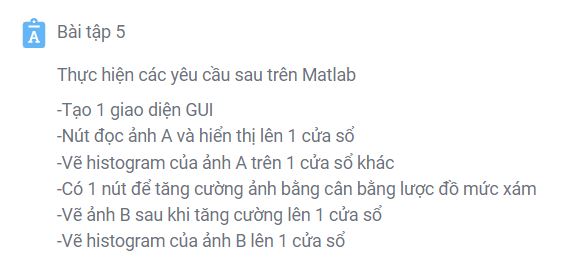 Bài tập 5
Thực hiện các yêu cầu sau trên Matlab
-Tạo 1 giao diện GUI
-Nút đọc ảnh A và hiển thị lên 1 cửa sổ
-Vẽ histogram của ảnh A trên 1 cửa sổ khác
-Có 1 nút để tăng cường ảnh bằng cân bằng lược đồ mức xám
-Vẽ ảnh B sau khi tăng cường lên 1 cửa sổ
-Vẽ histogram của ảnh B lên 1 cửa sổ